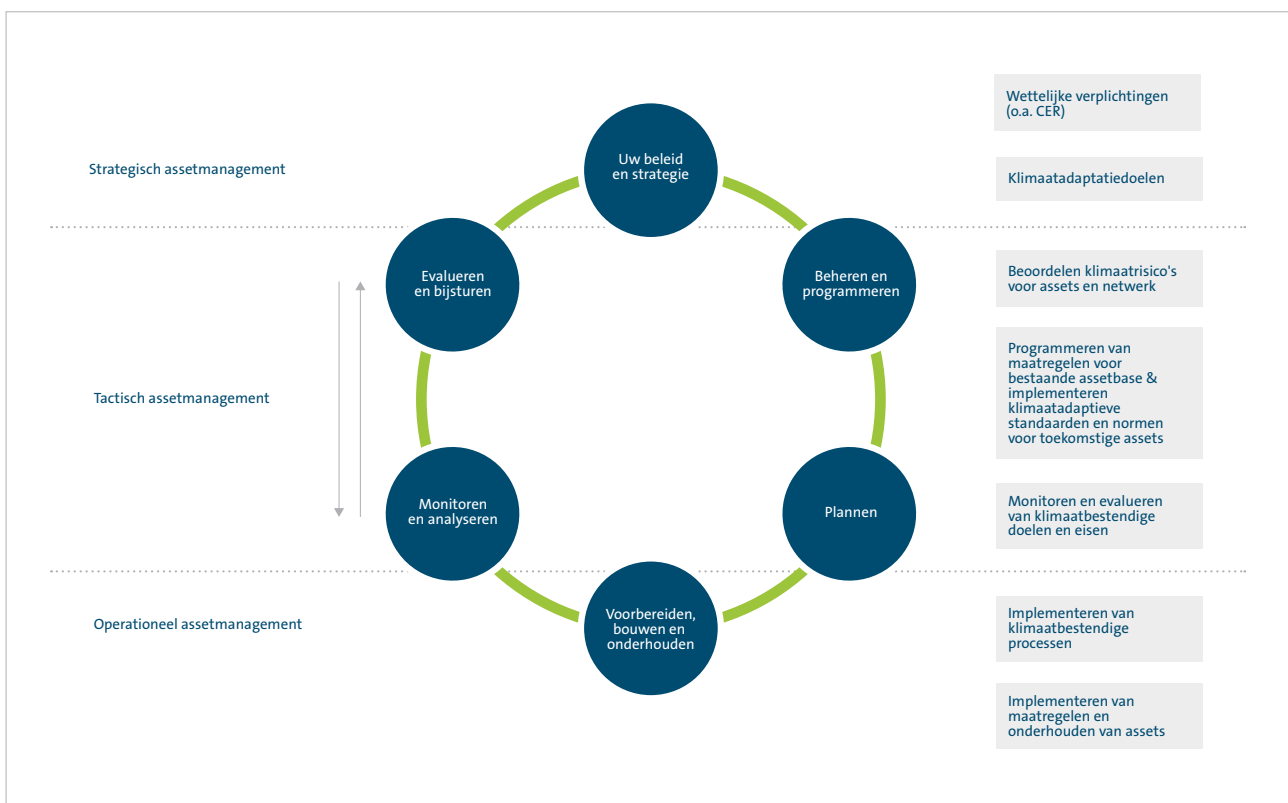 Wettelijke verplichtingen
(o.a. CER)
Strategisch assetmanagement
Uw beleid
en strategie
Klimaatadaptatiedoelen
Evalueren
en bijsturen
Beheren en
programmeren
Beoordelen klimaatrisico's
voor assets en netwerk
Tactisch assetmanagement
Programmeren van
maatregelen voor
bestaande assetbase &
implementeren
klimaatadaptieve
standaarden en normen
voor toekomstige assets
Monitoren
en analyseren
Plannen
Monitoren en evalueren
van klimaatbestendige
doelen en eisen
Operationeel assetmanagement
Voorbereiden,
bouwen en
onderhouden
Implementeren van
klimaatbestendige
processen
Implementeren van
maatregelen en
onderhouden van assets